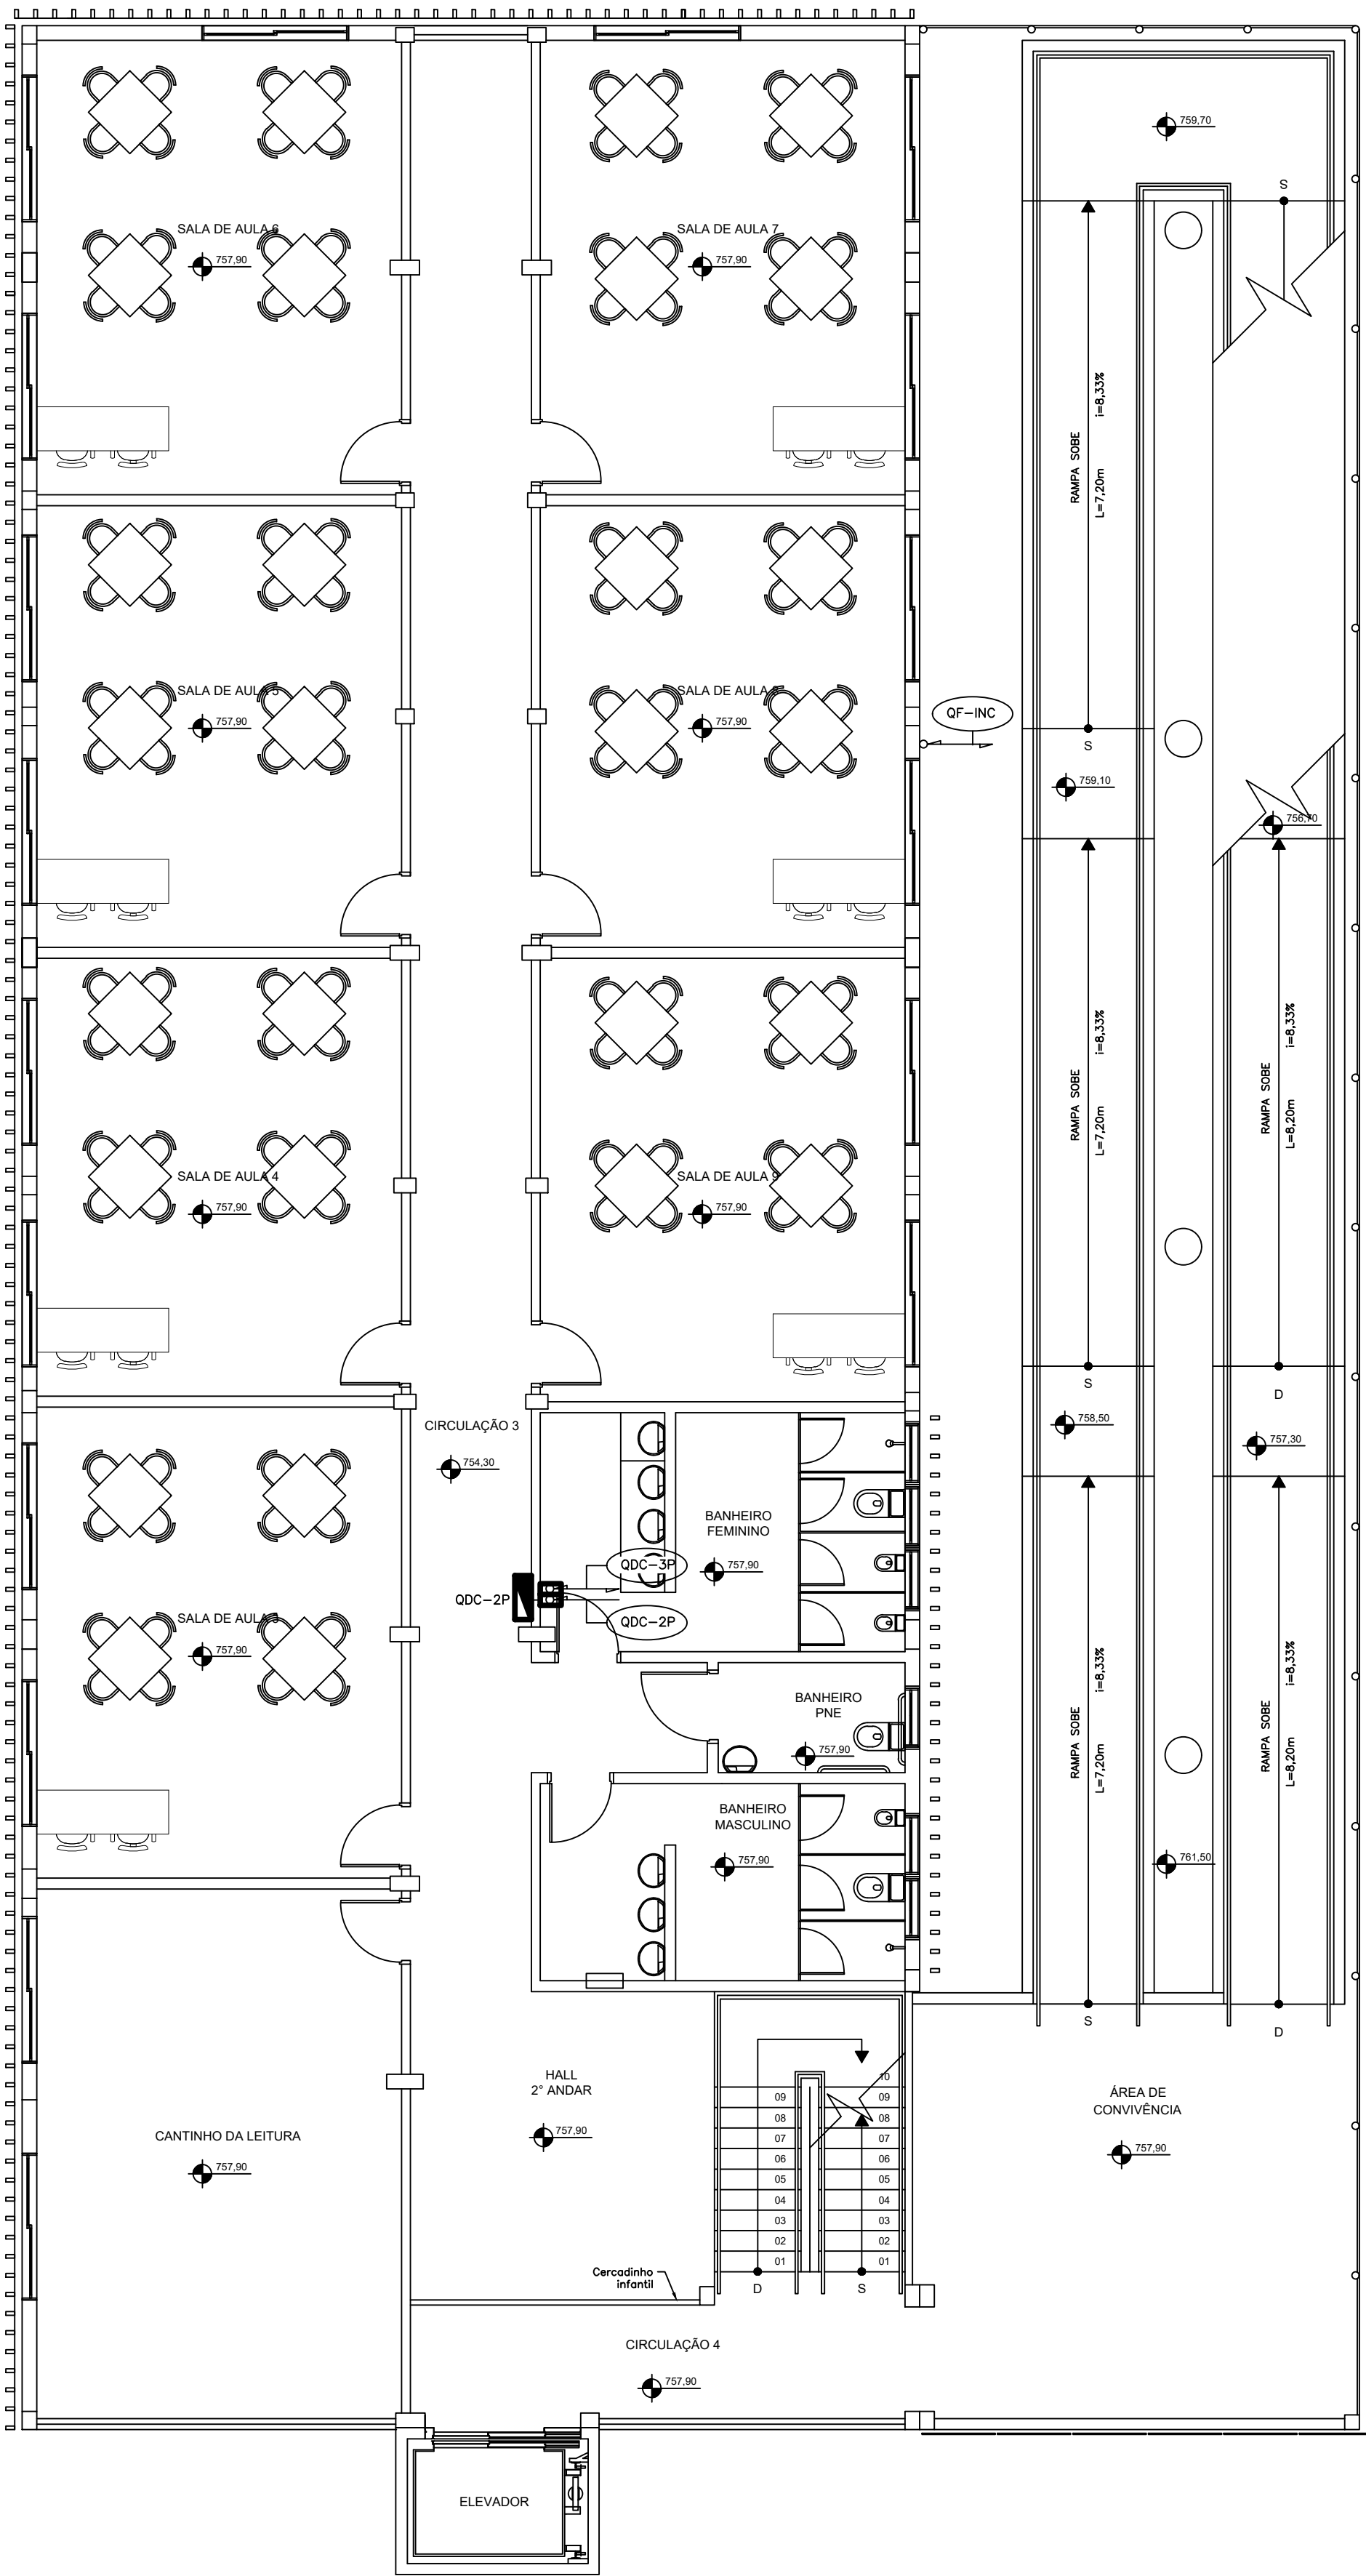 759,70
S
SALA DE AULA 6
757,90
SALA DE AULA 7
757,90
RAMPA SOBE
L=7,20m i=8,33%
SALA DE AULA 5
757,90
SALA DE AULA 8
757,90
QF-INC
S
759,10
756,70
RAMPA SOBE
L=7,20m i=8,33%
RAMPA SOBE
L=8,20m i=8,33%
SALA DE AULA 4
757,90
SALA DE AULA 9
757,90
S
D
CIRCULAÇÃO 3
754,30
758,50
757,30
BANHEIRO
FEMININO
757,90
QDC-3P
QDC-2P
QDC-2P
SALA DE AULA 3
757,90
BANHEIRO
PNE
757,90
RAMPA SOBE
L=7,20m i=8,33%
RAMPA SOBE
L=8,20m i=8,33%
BANHEIRO
MASCULINO
757,90
761,50
S
D
HALL
2° ANDAR
757,90
10
09 09
08 08
07 07
06 06
05 05
04 04
03 03
02 02
01 01
D S
ÁREA DE
CONVIVÊNCIA
757,90
CANTINHO DA LEITURA
757,90
Cercadinho
infantil
CIRCULAÇÃO 4
757,90
ELEVADOR